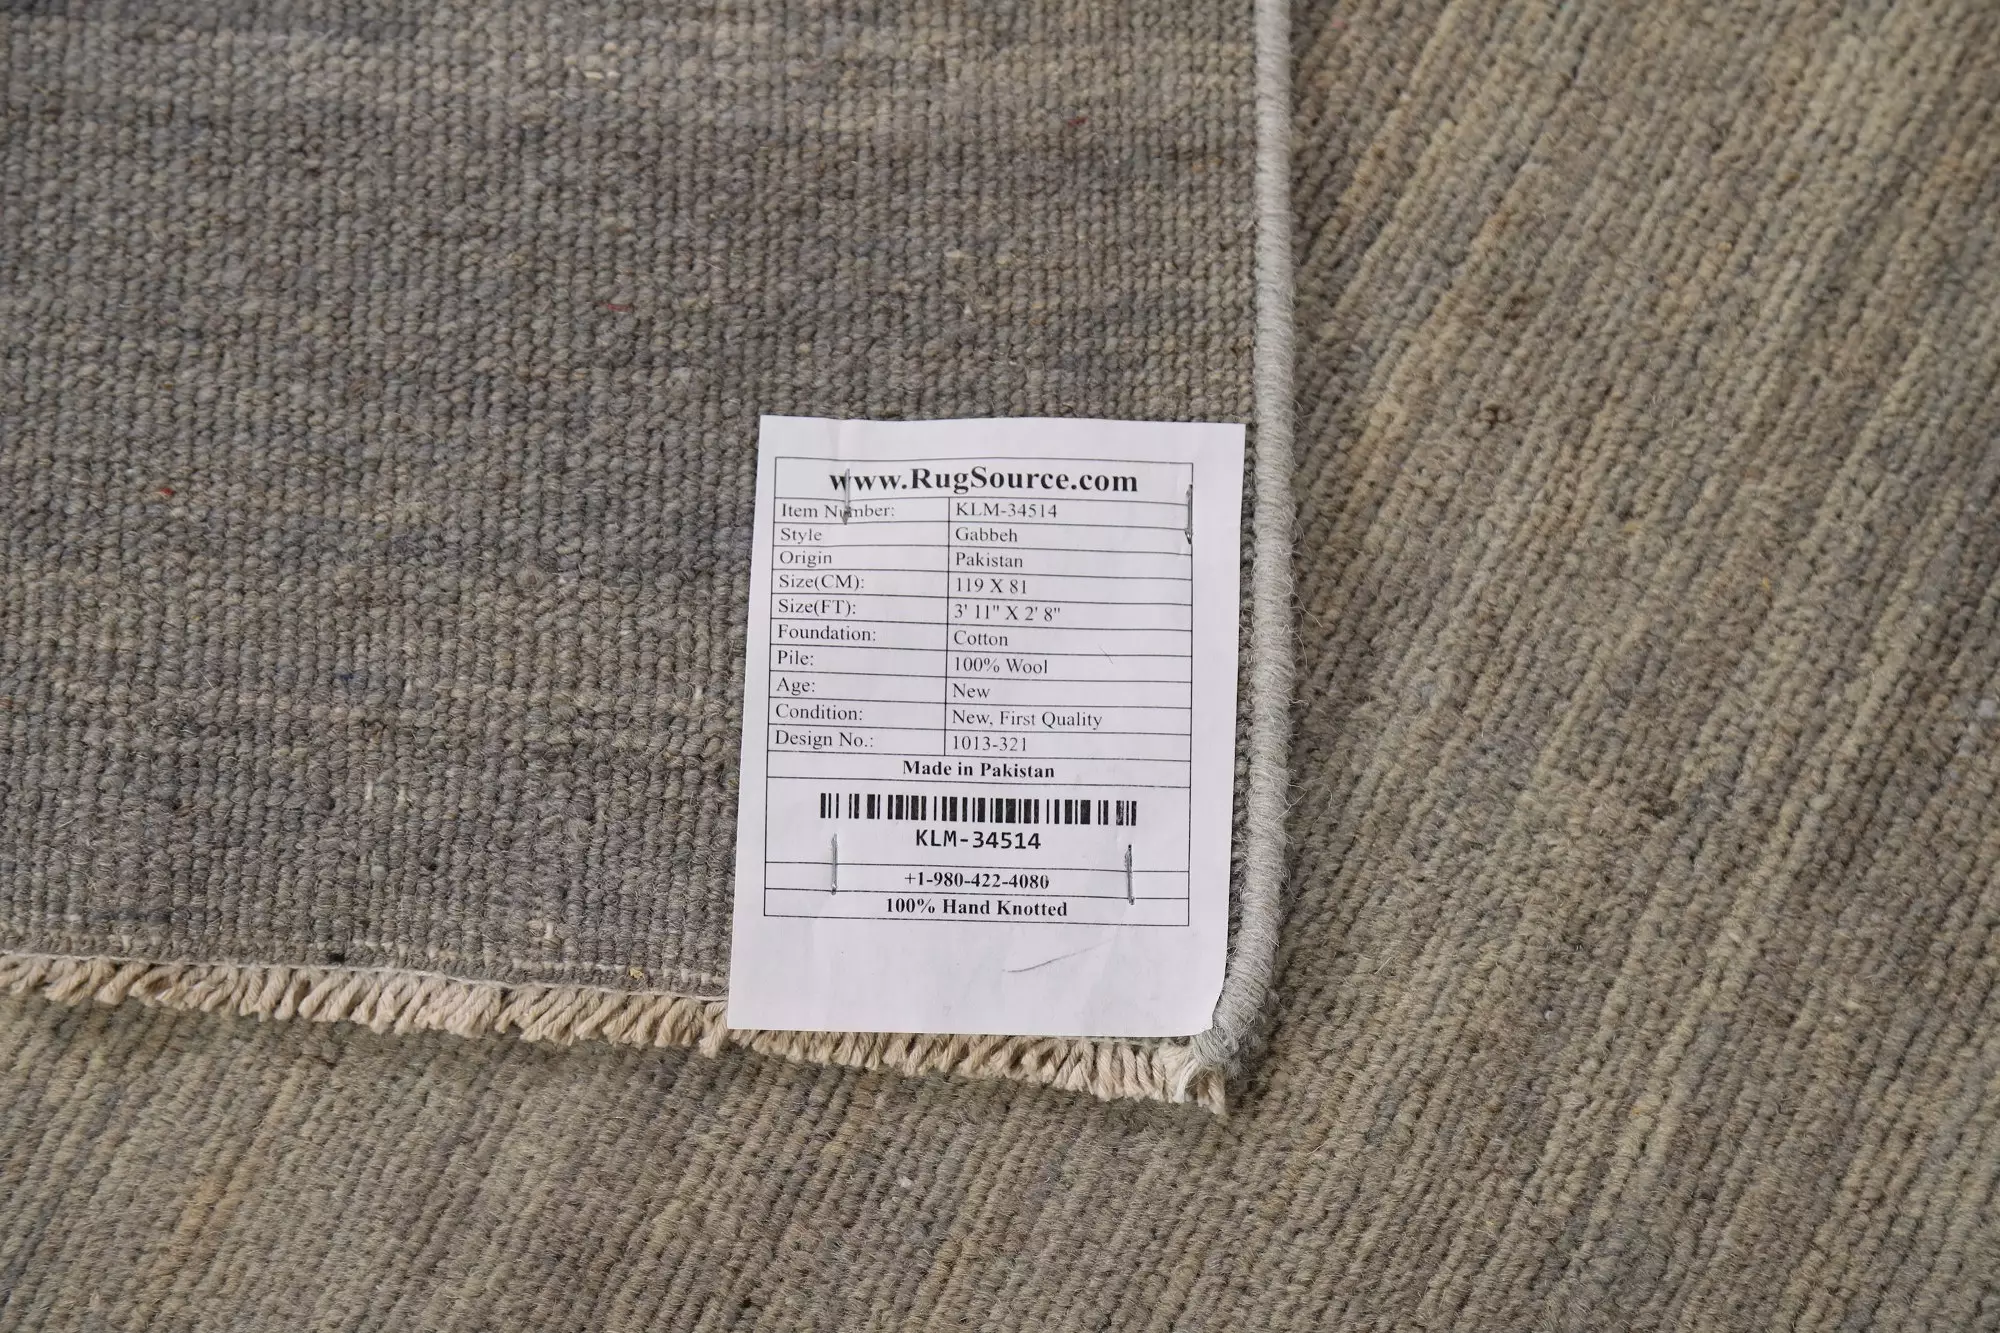 www.RugSource.com
Item Number: KLM-34514
Style Gabbeh
Origin Pakistan
Size(CM): 119 X 81
Size(FT): 3' 11" X 2' 8"
Foundation: Cotton
Pile: 100% Wool
Age: New
Condition: New, First Quality
Design No.: 1013-321
Made in Pakistan
KLM-34514
+1-980-422-4080
100% Hand Knotted